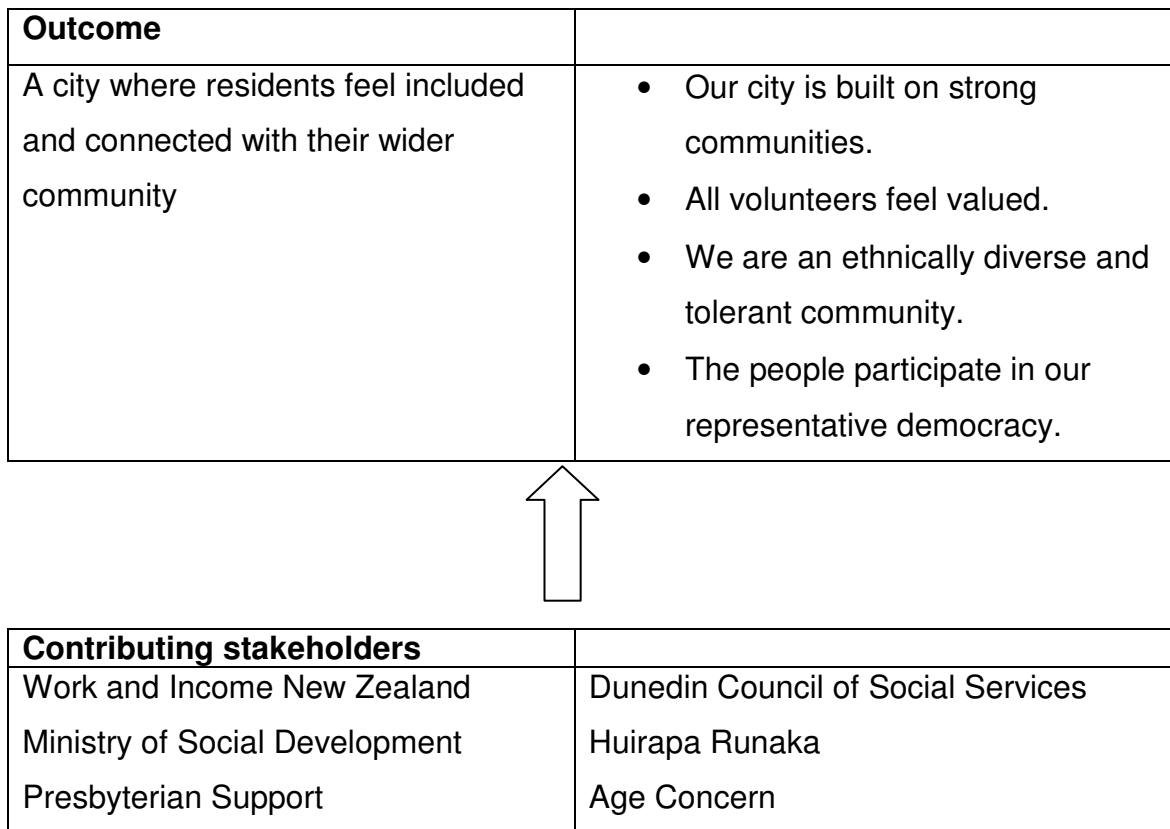 Outcome
A city where residents feel included
and connected with their wider
community
• Our city is built on strong
communities.
• All volunteers feel valued.
• We are an ethnically diverse and
tolerant community.
• The people participate in our
representative democracy.
Contributing stakeholders
Work and Income New Zealand
Ministry of Social Development
Presbyterian Support
Dunedin Council of Social Services
Huirapa Runaka
Age Concern